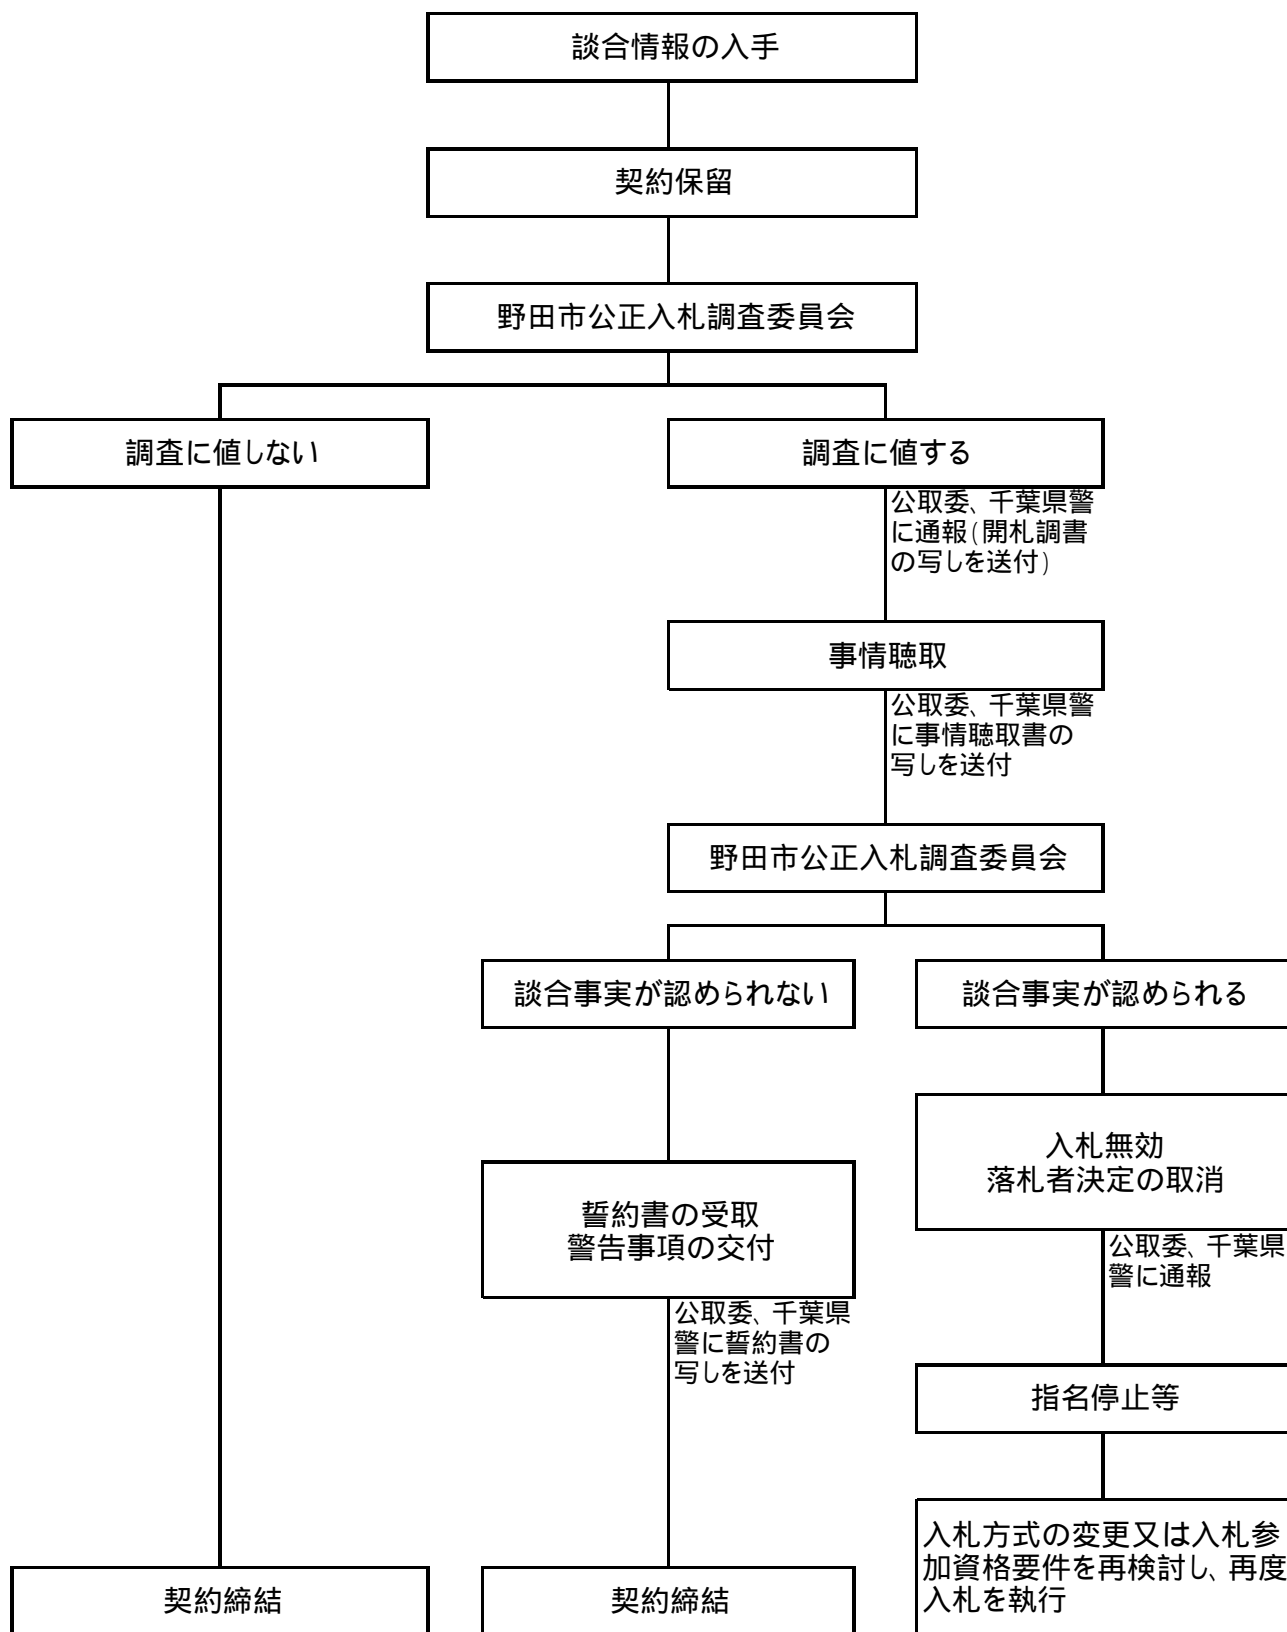 談合情報の入手
契約保留
野田市公正入札調査委員会
調査に値しない
調査に値する
公取委、千葉県警
に通報(開札調書
の写しを送付)
事情聴取
公取委、千葉県警
に事情聴取書の
写しを送付
野田市公正入札調査委員会
談合事実が認められない
談合事実が認められる
入札無効
落札者決定の取消
誓約書の受取
警告事項の交付
公取委、千葉県
警に通報
公取委、千葉県
警に誓約書の
写しを送付
指名停止等
入札方式の変更又は入札参
加資格要件を再検討し、再度
入札を執行
契約締結
契約締結